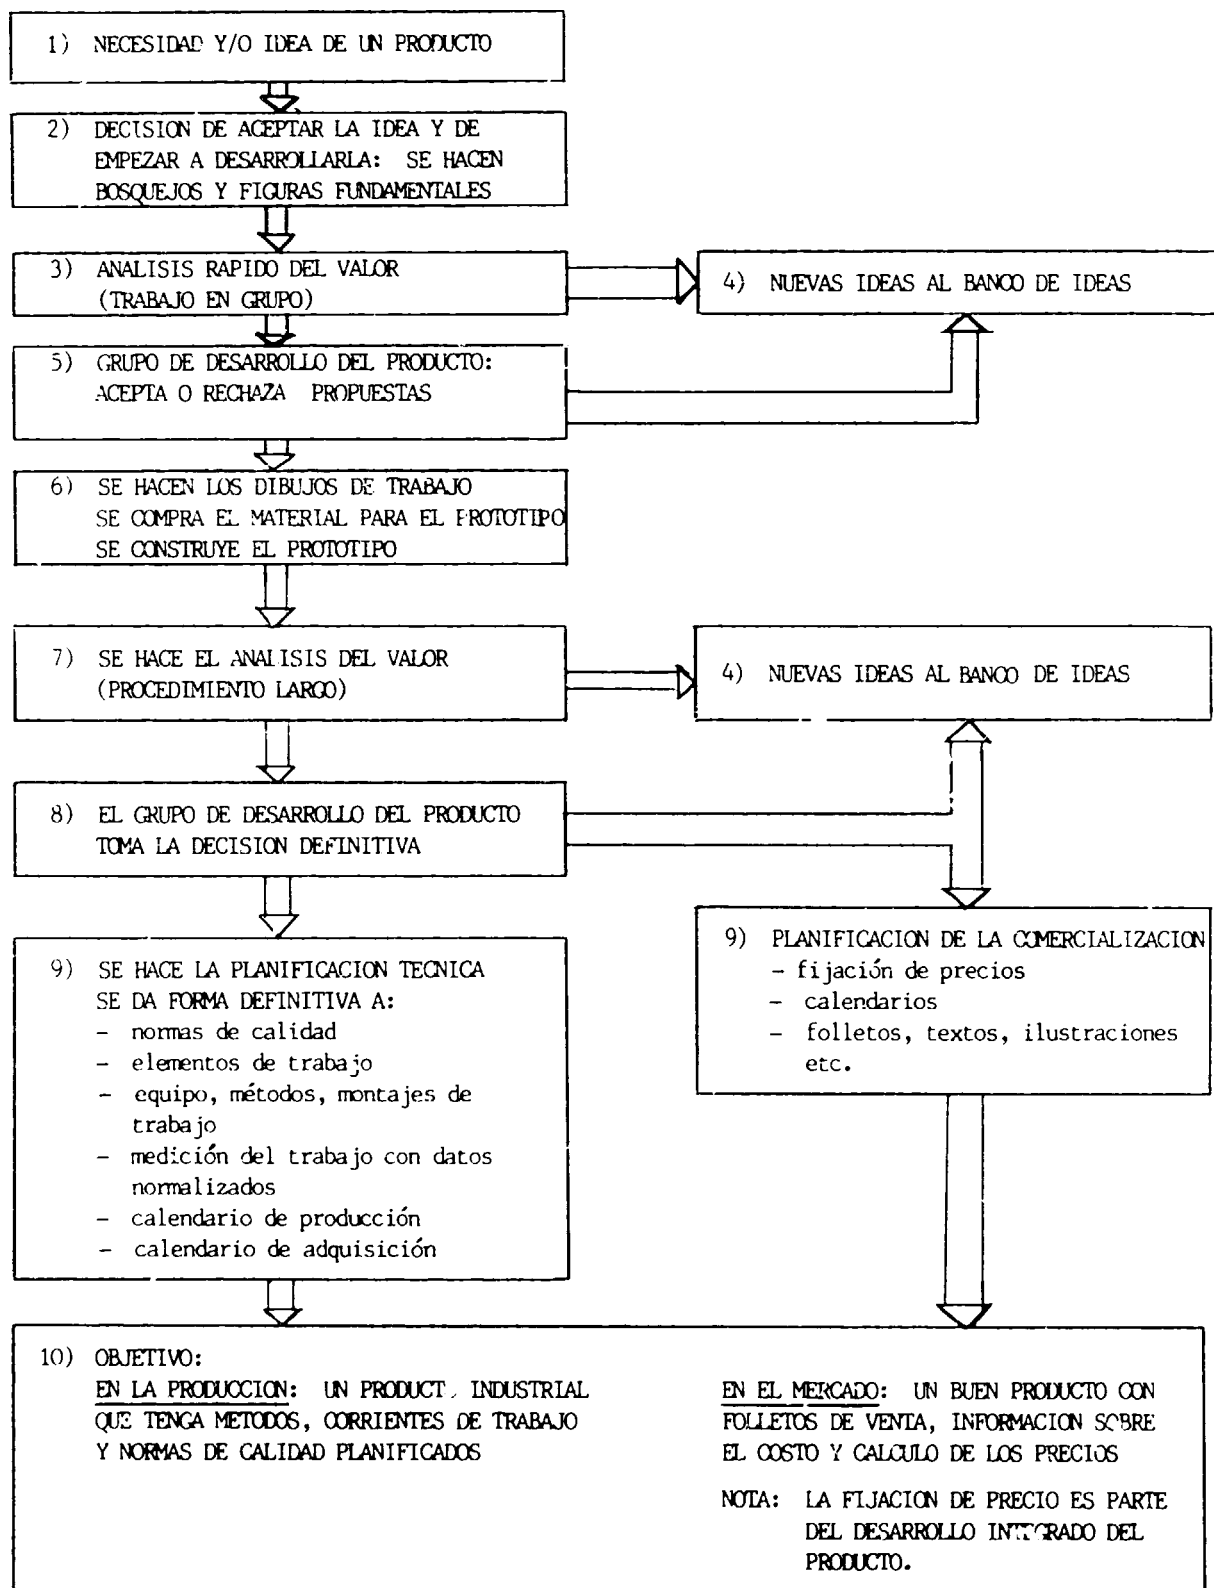 1) NECESIDAD Y/O IDEA DE UN PRODUCTO
2) DECISION DE ACEPTAR LA IDEA Y DE
EMPEZAR A DESARROLLARLA: SE HACEN
BOSQUEJOS Y FIGURAS FUNDAMENTALES
3) ANALISIS RAPIDO DEL VALOR
(TRABAJO EN GRUPO)
4) NUEVAS IDEAS AL BANCO DE IDEAS
5) GRUPO DE DESARROLLO DEL PRODUCTO:
ACEPTA O RECHAZA PROPUESTAS
6) SE HACEN LOS DIBUJOS DE TRABAJO
SE COMPRA EL MATERIAL PARA EL PROTOTIPO
SE CONSTRUYE EL PROTOTIPO
7) SE HACE EL ANALISIS DEL VALOR
(PROCEDIMIENTO LARGO)
4) NUEVAS IDEAS AL BANCO DE IDEAS
8) EL GRUPO DE DESARROLLO DEL PRODUCTO
TOMA LA DECISION DEFINITIVA
9) SE HACE LA PLANIFICACION TECNICA
SE DA FORMA DEFINITIVA A:
- normas de calidad
- elementos de trabajo
- equipo, métodos, montajes de
trabajo
- medición del trabajo con datos
normalizados
- calendario de producción
- calendario de adquisición
9) PLANIFICACION DE LA COMERCIALIZACION
- fijación de precios
- calendarios
- folletos, textos, ilustraciones
etc.
10) OBJETIVO:
EN LA PRODUCCION: UN PRODUCT INDUSTRIAL
QUE TENGA METODOS, CORRIENTES DE TRABAJO
Y NORMAS DE CALIDAD PLANIFICADOS
EN EL MERCADO: UN BUEN PRODUCTO CON
FOLLETOS DE VENTA, INFORMACION SOBRE
EL COSTO Y CALCULO DE LOS PRECIOS
NOTA: LA FIJACION DE PRECIO ES PARTE
DEL DESARROLLO INTEGRADO DEL
PRODUCTO.